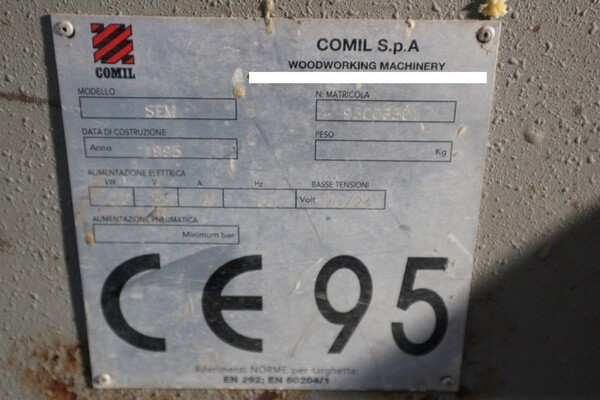 COMIL
COMIL S.p.A
WOODWORKING MACHINERY
MODELLO
SEM
N. MATRICOLA
DATA DI COSTRUZIONE
Anno 1995
PESO
Kg
ALIMENTAZIONE ELETTRICA
kW V A Hz BASSE TENSIONI
Volt
ALIMENTAZIONE PNEUMATICA
Minimum bar
CE 95
Riferimenti NORME per targhetta:
EN 292; EN 60204/1